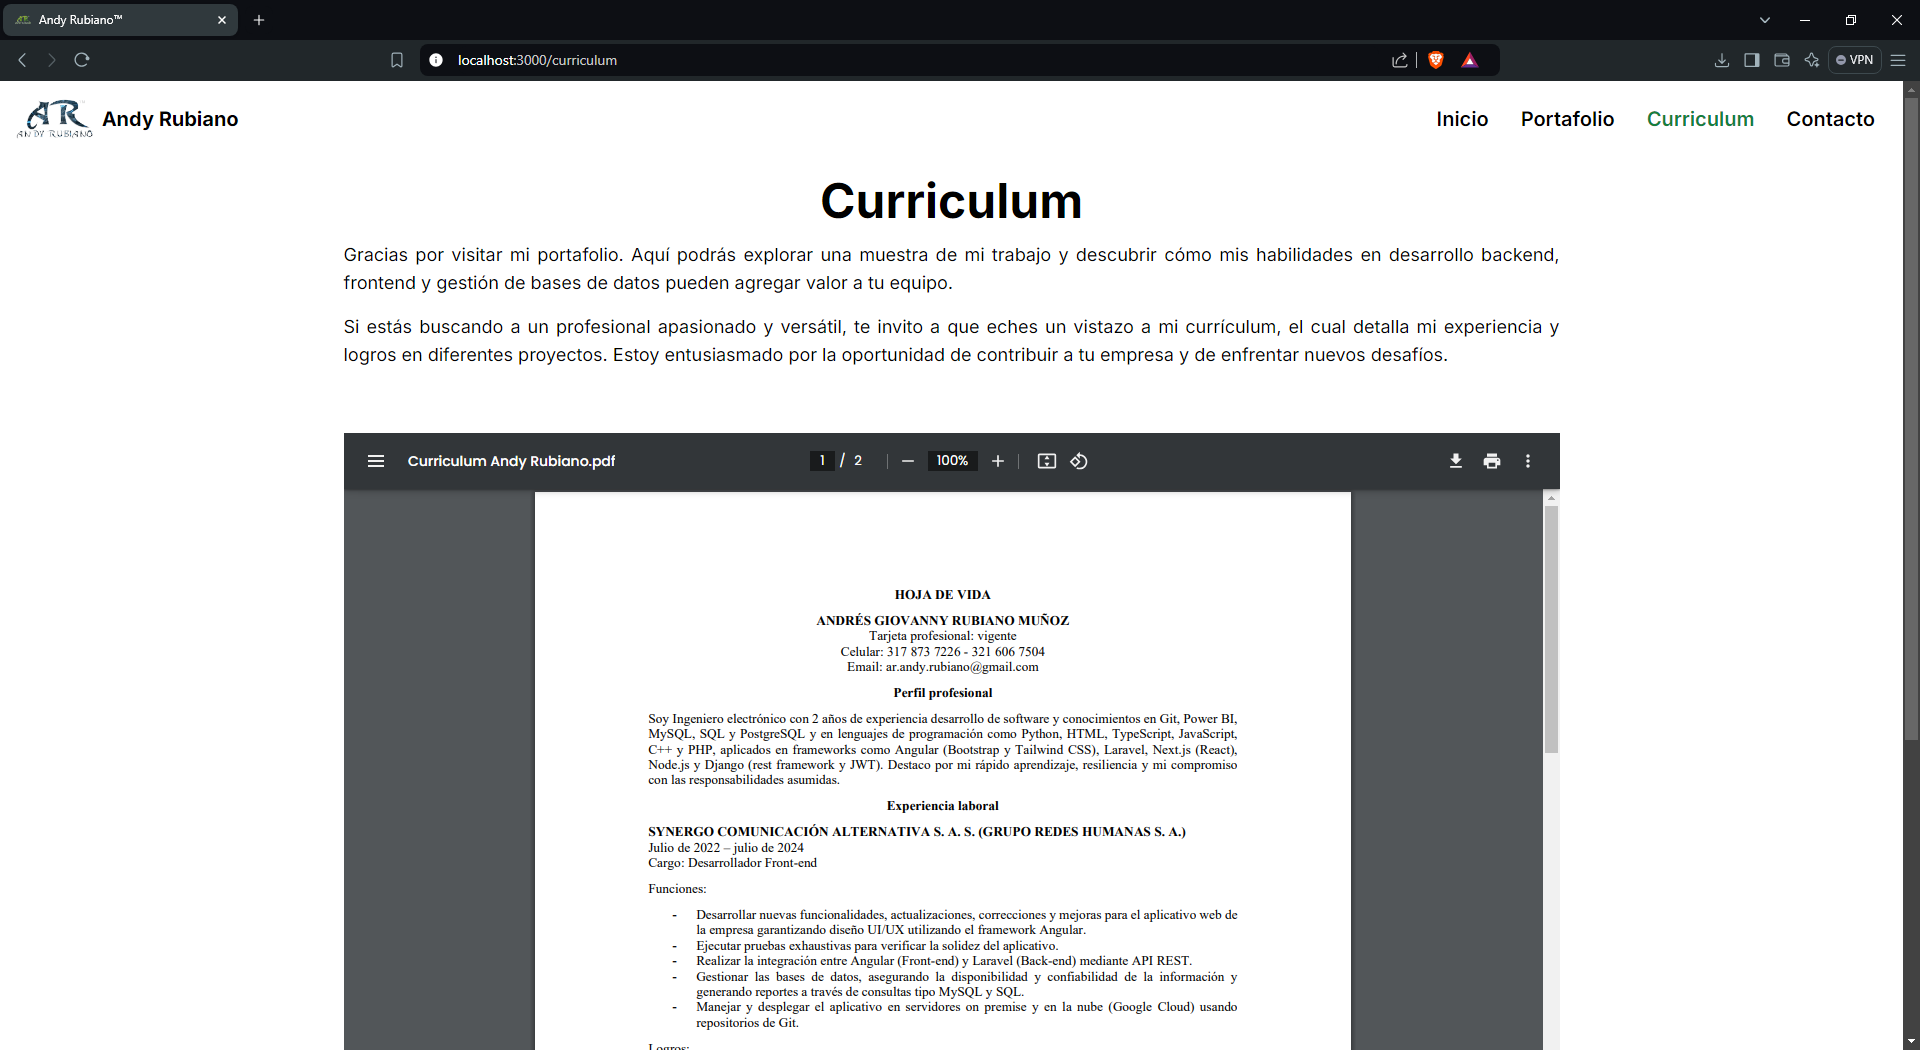 Andy Rubiano™
localhost:3000/curriculum
VPN
AR
ANDY RUBIANO
Andy Rubiano
Inicio
Portafolio
Curriculum
Contacto
Curriculum
Gracias por visitar mi portafolio. Aquí podrás explorar una muestra de mi trabajo y descubrir cómo mis habilidades en desarrollo backend,
frontend y gestión de bases de datos pueden agregar valor a tu equipo.
Si estás buscando a un profesional apasionado y versátil, te invito a que eches un vistazo a mi currículum, el cual detalla mi experiencia y
logros en diferentes proyectos. Estoy entusiasmado por la oportunidad de contribuir a tu empresa y de enfrentar nuevos desafíos.
Curriculum Andy Rubiano.pdf
1 / 2
100%
HOJA DE VIDA
ANDRÉS GIOVANNY RUBIANO MUÑOZ
Tarjeta profesional: vigente
Celular: 317 873 7226 - 321 606 7504
Email: ar.andy.rubiano@gmail.com
Perfil profesional
Soy Ingeniero electrónico con 2 años de experiencia desarrollo de software y conocimientos en Git, Power BI,
MySQL, SQL y PostgreSQL y en lenguajes de programación como Python, HTML, TypeScript, JavaScript,
C++ y PHP, aplicados en frameworks como Angular (Bootstrap y Tailwind CSS), Laravel, Next.js (React),
Node.js y Django (rest framework y JWT). Destaco por mi rápido aprendizaje, resiliencia y mi compromiso
con las responsabilidades asumidas.
Experiencia laboral
SYNERGO COMUNICACIÓN ALTERNATIVA S. A. S. (GRUPO REDES HUMANAS S. A.)
Julio de 2022 – julio de 2024
Cargo: Desarrollador Front-end
Funciones:
- Desarrollar nuevas funcionalidades, actualizaciones, correcciones y mejoras para el aplicativo web de
la empresa garantizando diseño UI/UX utilizando el framework Angular.
- Ejecutar pruebas exhaustivas para verificar la solidez del aplicativo.
- Realizar la integración entre Angular (Front-end) y Laravel (Back-end) mediante API REST.
- Gestionar las bases de datos, asegurando la disponibilidad y confiabilidad de la información y
generando reportes a través de consultas tipo MySQL y SQL.
- Manejar y desplegar el aplicativo en servidores on premise y en la nube (Google Cloud) usando
repositorios de Git.
Logros: